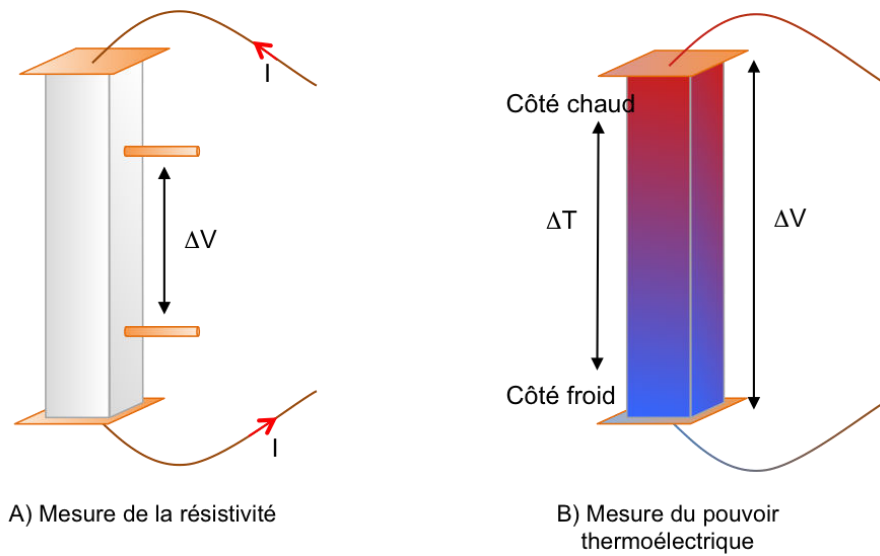 I
ΔV
I
A) Mesure de la résistivité
Côté chaud
ΔT
ΔV
Côté froid
B) Mesure du pouvoir
thermoélectrique